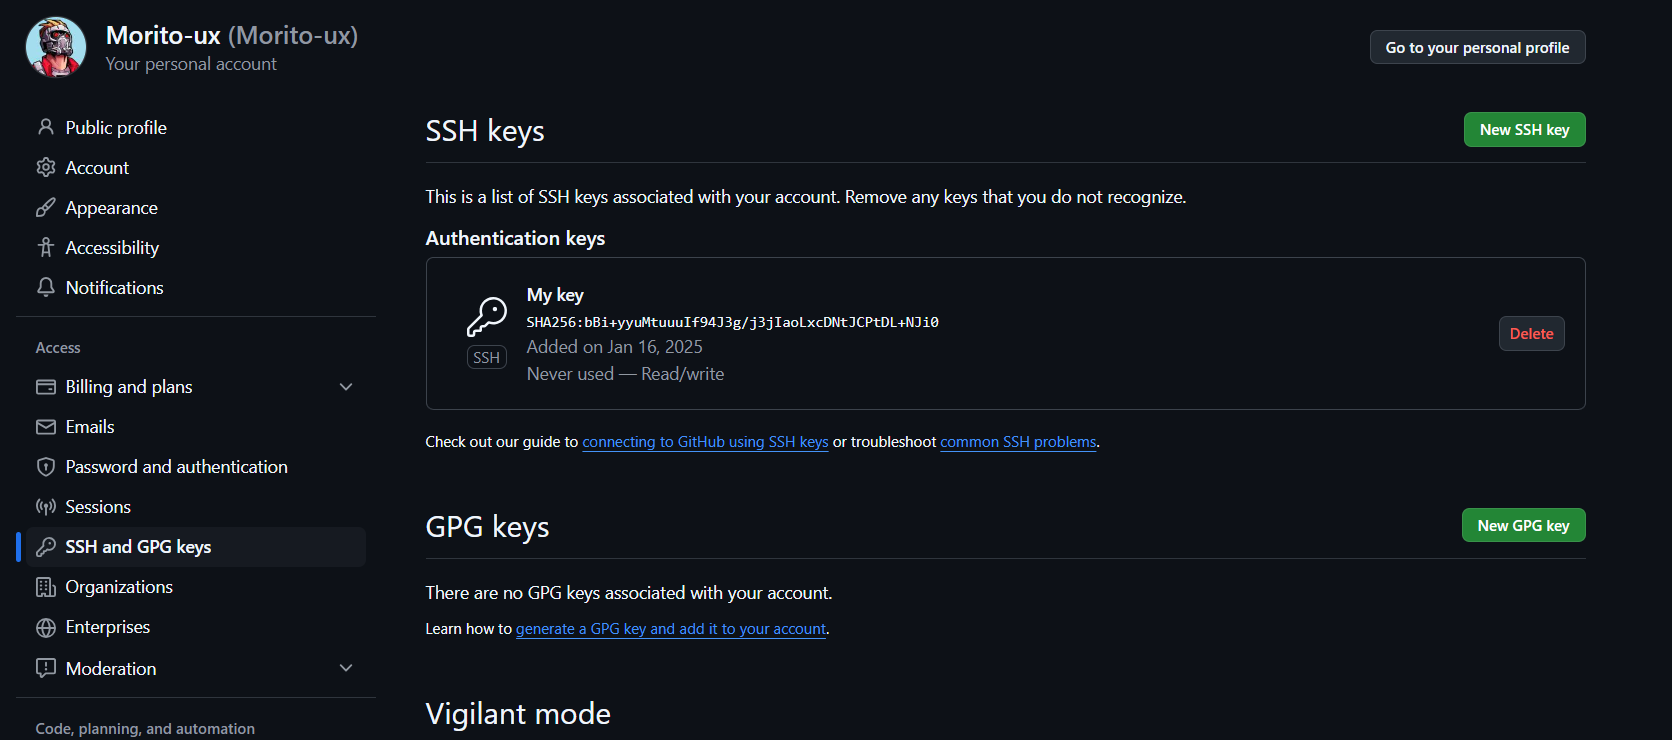 Morito-ux (Morito-ux)
Your personal account
Go to your personal profile
Public profile
Account
Appearance
Accessibility
Notifications
Access
Billing and plans
Emails
Password and authentication
Sessions
SSH and GPG keys
Organizations
Enterprises
Moderation
Code, planning, and automation
SSH keys
New SSH key
This is a list of SSH keys associated with your account. Remove any keys that you do not recognize.
Authentication keys
My key
SHA256:bBi+yyuMtuuuIf94J3g/j3jIaoLxcDNtJCPtDL+NJi0
Added on Jan 16, 2025
Never used — Read/write
SSH
Delete
Check out our guide to connecting to GitHub using SSH keys or troubleshoot common SSH problems.
GPG keys
New GPG key
There are no GPG keys associated with your account.
Learn how to generate a GPG key and add it to your account.
Vigilant mode